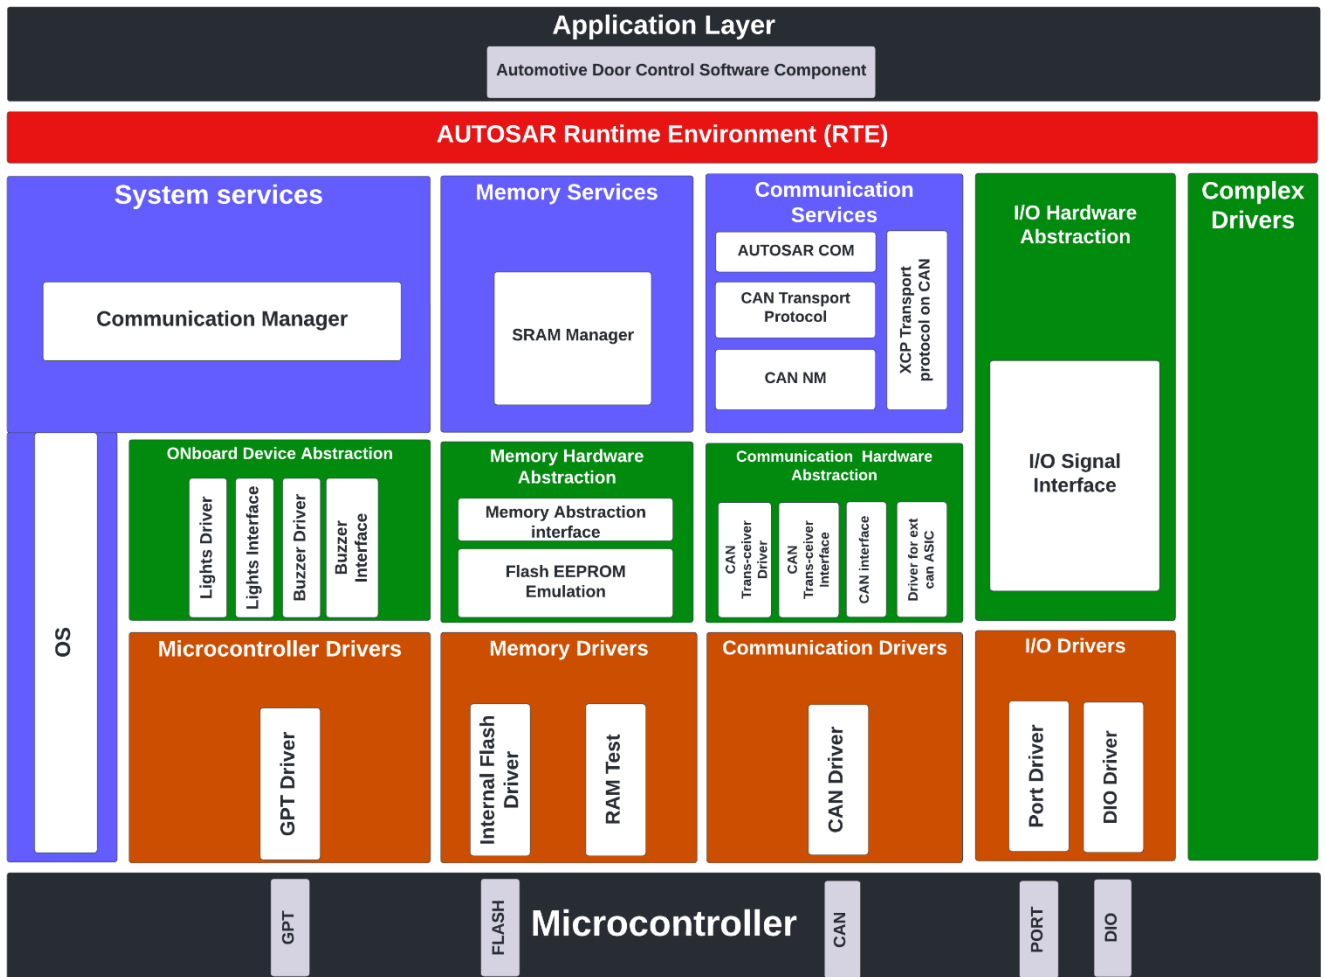 Application Layer
Automotive Door Control Software Component
AUTOSAR Runtime Environment (RTE)
System services
Communication Manager
Memory Services
SRAM Manager
Communication
Services
AUTOSAR COM
CAN Transport
Protocol
CAN NM
XCP Transport
protocol on CAN
I/O Hardware
Abstraction
I/O Signal
Interface
Complex
Drivers
OS
ONboard Device Abstraction
Lights Driver
Lights Interface
Buzzer Driver
Buzzer
Interface
Memory Hardware
Abstraction
Memory Abstraction
interface
Flash EEPROM
Emulation
Communication Hardware
Abstraction
CAN
Trans-ceiver
Driver
CAN
Trans-ceiver
Interface
CAN interface
Driver for ext
can ASIC
Microcontroller Drivers
GPT Driver
Memory Drivers
Internal Flash
Driver
RAM Test
Communication Drivers
CAN Driver
I/O Drivers
Port Driver
DIO Driver
Microcontroller
GPT
FLASH
CAN
PORT
DIO